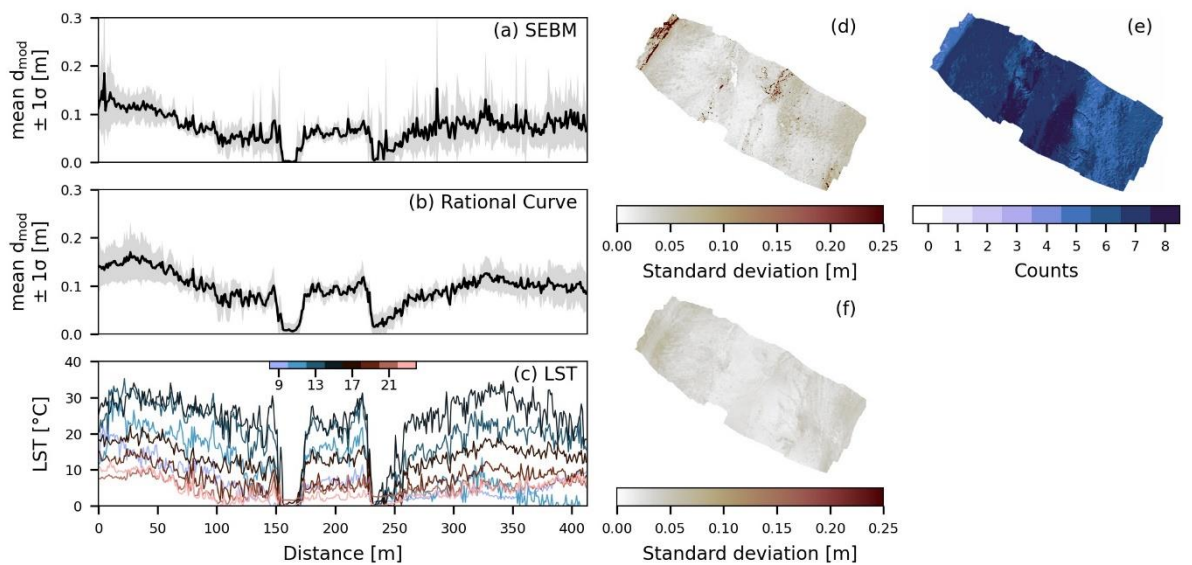 (a) SEBM
mean d_mod
± 1σ [m]
0.3
0.2
0.1
0.0
(b) Rational Curve
mean d_mod
± 1σ [m]
0.3
0.2
0.1
0.0
(c) LST
9 13 17 21
LST [°C]
40
30
20
10
0
0 50 100 150 200 250 300 350 400
Distance [m]
(d)
0.00 0.05 0.10 0.15 0.20 0.25
Standard deviation [m]
(e)
0 1 2 3 4 5 6 7 8
Counts
(f)
0.00 0.05 0.10 0.15 0.20 0.25
Standard deviation [m]